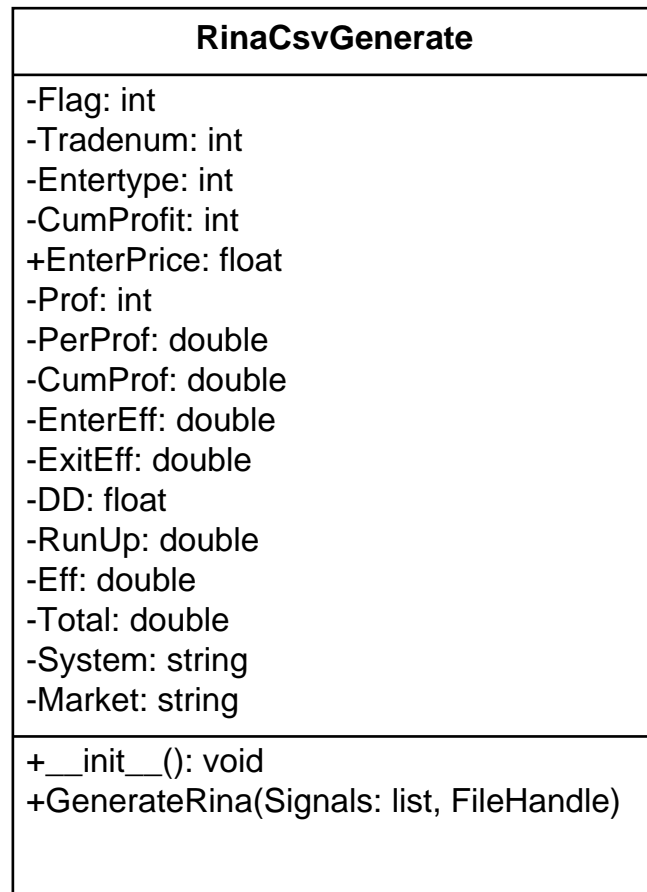 RinaCsvGenerate
-Flag: int
-Tradenum: int
-Entertype: int
-CumProfit: int
+EnterPrice: float
-Prof: int
-PerProf: double
-CumProf: double
-EnterEff: double
-ExitEff: double
-DD: float
-RunUp: double
-Eff: double
-Total: double
-System: string
-Market: string
+__init__(): void
+GenerateRina(Signals: list, FileHandle)